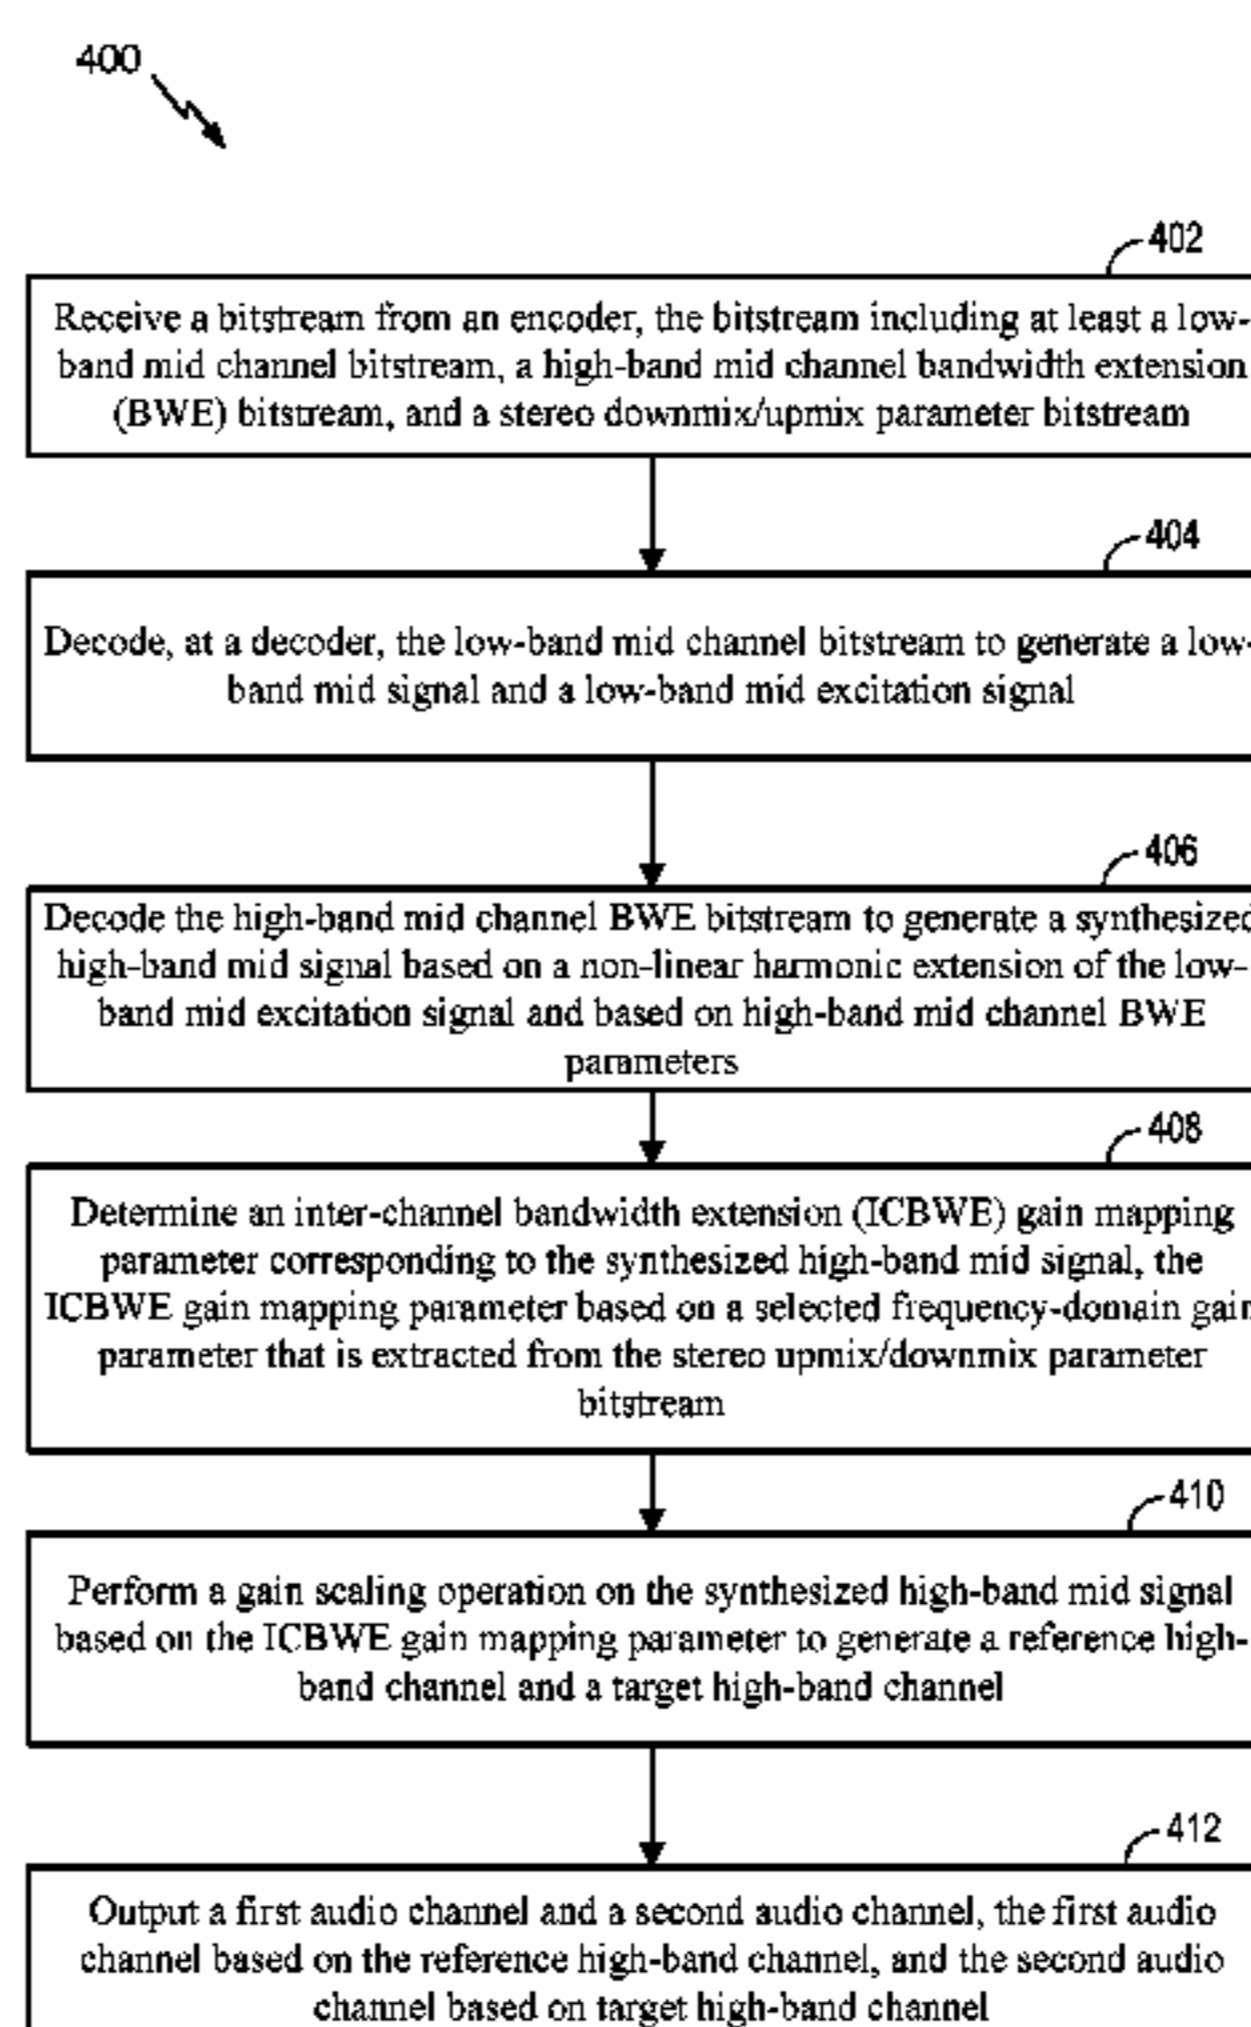 400
402
Receive a bitstream from an encoder, the bitstream including at least a low-
band mid channel bitstream, a high-band mid channel bandwidth extension
(BWE) bitstream, and a stereo downmix/upmix parameter bitstream
404
Decode, at a decoder, the low-band mid channel bitstream to generate a low-
band mid signal and a low-band mid excitation signal
406
Decode the high-band mid channel BWE bitstream to generate a synthesized
high-band mid signal based on a non-linear harmonic extension of the low-
band mid excitation signal and based on high-band mid channel BWE
parameters
408
Determine an inter-channel bandwidth extension (ICBWE) gain mapping
parameter corresponding to the synthesized high-band mid signal, the
ICBWE gain mapping parameter based on a selected frequency-domain gain
parameter that is extracted from the stereo upmix/downmix parameter
bitstream
410
Perform a gain scaling operation on the synthesized high-band mid signal
based on the ICBWE gain mapping parameter to generate a reference high-
band channel and a target high-band channel
412
Output a first audio channel and a second audio channel, the first audio
channel based on the reference high-band channel, and the second audio
channel based on target high-band channel